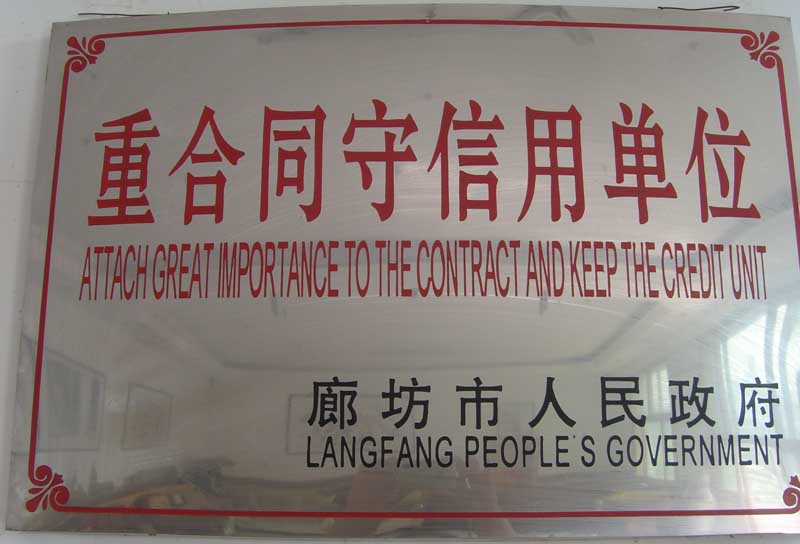 重合同守信用单位
ATTACH GREAT IMPORTANCE TO THE CONTRACT AND KEEP THE CREDIT UNIT
廊坊市人民政府
LANGFANG PEOPLE'S GOVERNMENT